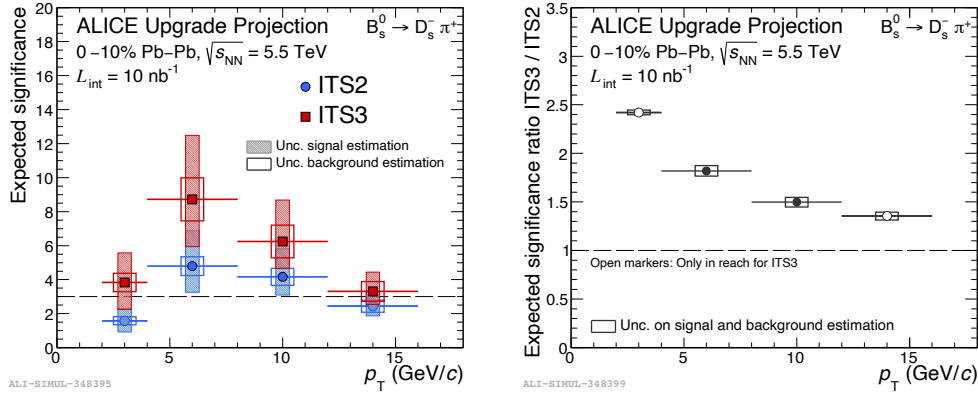 ALICE Upgrade Projection
B⁰ₛ → D⁻ₛ π⁺
0–10% Pb–Pb, √sNN = 5.5 TeV
Lint = 10 nb⁻¹
ITS2
ITS3
Unc. signal estimation
Unc. background estimation
Expected significance
20
18
16
14
12
10
8
6
4
2
0
0 5 10 15
pT (GeV/c)
ALI-SIMUL-348395
ALICE Upgrade Projection
B⁰ₛ → D⁻ₛ π⁺
0–10% Pb–Pb, √sNN = 5.5 TeV
Lint = 10 nb⁻¹
Open markers: Only in reach for ITS3
Unc. on signal and background estimation
Expected significance ratio ITS3 / ITS2
3.5
3
2.5
2
1.5
1
0.5
0
0 5 10 15
pT (GeV/c)
ALI-SIMUL-348399